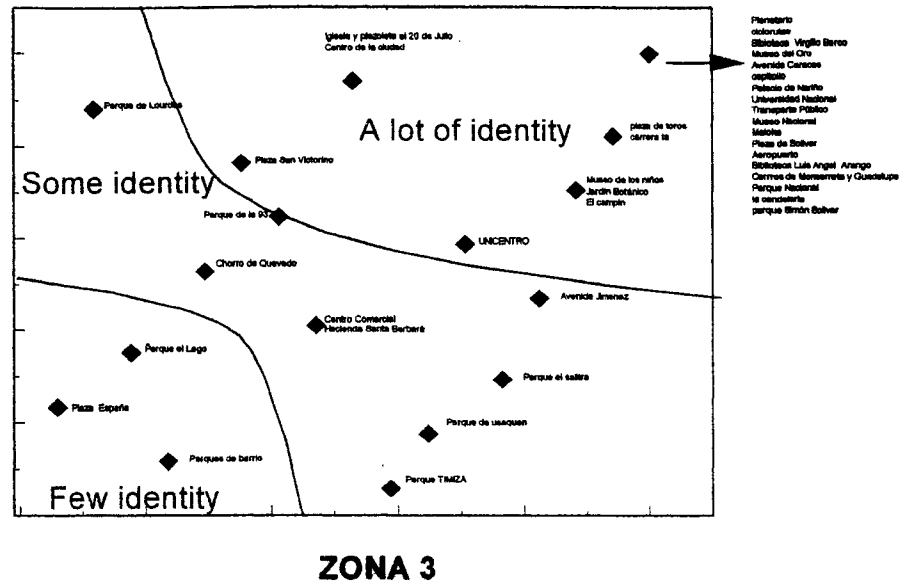 Iglesia y plazoleta el 20 de Julio
Centro de la ciudad
Parque de Lourdes
A lot of identity
plaza de toros
carrera 1a
Plaza San Victorino
Some identity
Museo de los niños
Jardin Botánico
El campin
Parque de la 93
UNICENTRO
Chorro de Quevedo
Avenida Jimenez
Centro Comercial
Hacienda Santa Barbara
Parque el Lago
Parque el salitre
Plaza España
Parque de usaquen
Parques de barrio
Parque TIMIZA
Few identity
Planetario
ciclorutas
Biblioteca Virgilio Barco
Museo del Oro
Avenida Caracas
capitolio
Palacio de Nariño
Universidad Nacional
Transporte Público
Museo Nacional
Maloka
Plaza de Bolivar
Aeropuerto
Biblioteca Luis Angel Arango
Cerros de Monserrate y Guadalupe
Parque Nacional
la candelaria
parque Simón Bolivar
ZONA 3